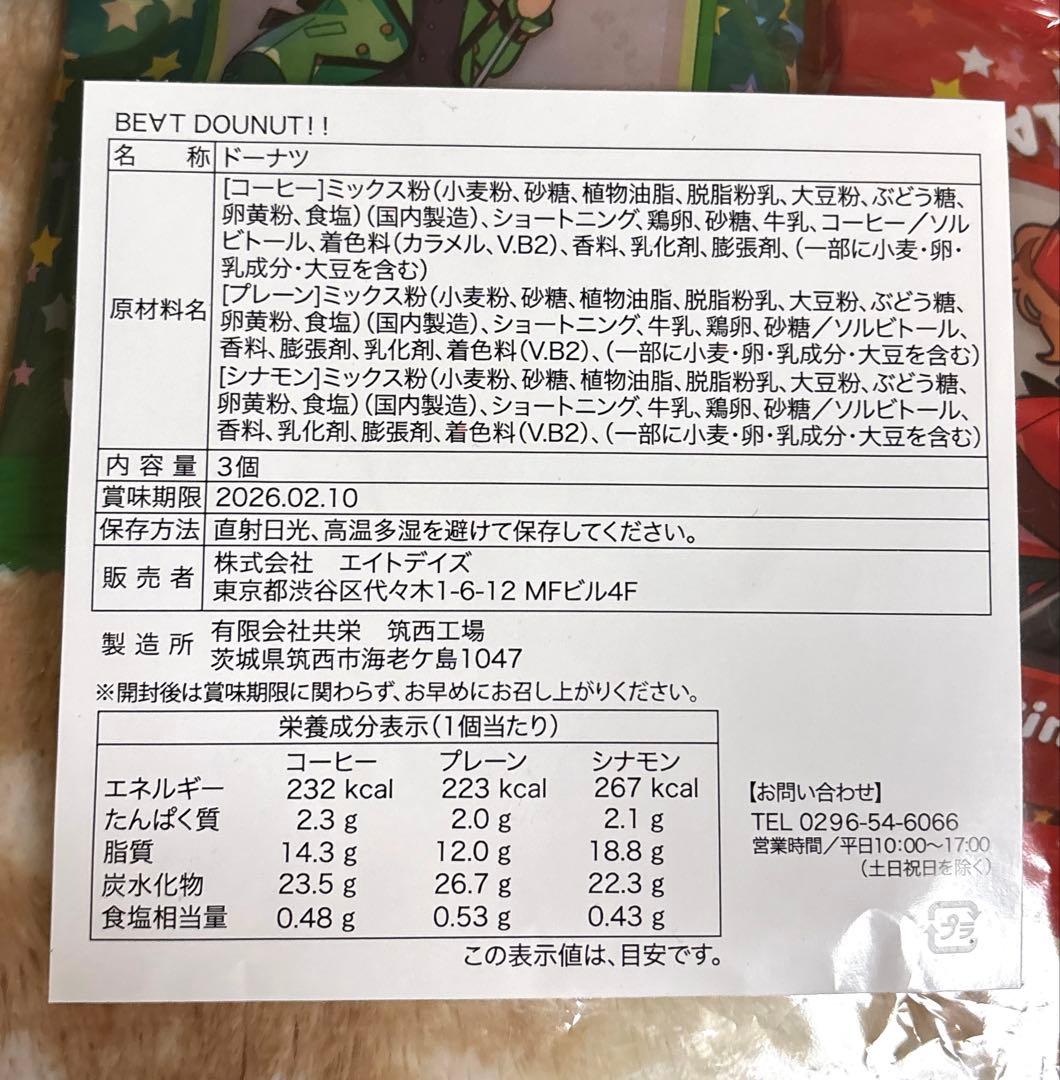 BE∀T DOUNUT!!
名 称 ドーナツ
原材料名
[コーヒー]ミックス粉(小麦粉、砂糖、植物油脂、脱脂粉乳、大豆粉、ぶどう糖、
卵黄粉、食塩)(国内製造)、ショートニング、鶏卵、砂糖、牛乳、コーヒー/ソル
ビトール、着色料(カラメル、V.B2)、香料、乳化剤、膨張剤、(一部に小麦・卵・
乳成分・大豆を含む)
[プレーン]ミックス粉(小麦粉、砂糖、植物油脂、脱脂粉乳、大豆粉、ぶどう糖、
卵黄粉、食塩)(国内製造)、ショートニング、牛乳、鶏卵、砂糖/ソルビトール、
香料、膨張剤、乳化剤、着色料(V.B2)、(一部に小麦・卵・乳成分・大豆を含む)
[シナモン]ミックス粉(小麦粉、砂糖、植物油脂、脱脂粉乳、大豆粉、ぶどう糖、
卵黄粉、食塩)(国内製造)、ショートニング、牛乳、鶏卵、砂糖/ソルビトール、
香料、乳化剤、膨張剤、着色料(V.B2)、(一部に小麦・卵・乳成分・大豆を含む)
内容量 3個
賞味期限 2026.02.10
保存方法 直射日光、高温多湿を避けて保存してください。
販売者
株式会社 エイトデイズ
東京都渋谷区代々木1-6-12 MFビル4F
製造所
有限会社共栄 筑西工場
茨城県筑西市海老ケ島1047
※開封後は賞味期限に関わらず、お早めにお召し上がりください。
栄養成分表示(1個当たり)
コーヒー プレーン シナモン
エネルギー 232 kcal 223 kcal 267 kcal
たんぱく質 2.3 g 2.0 g 2.1 g
脂質 14.3 g 12.0 g 18.8 g
炭水化物 23.5 g 26.7 g 22.3 g
食塩相当量 0.48 g 0.53 g 0.43 g
この表示値は、目安です。
【お問い合わせ】
TEL 0296-54-6066
営業時間/平日10:00〜17:00
(土日祝日を除く)
プラ